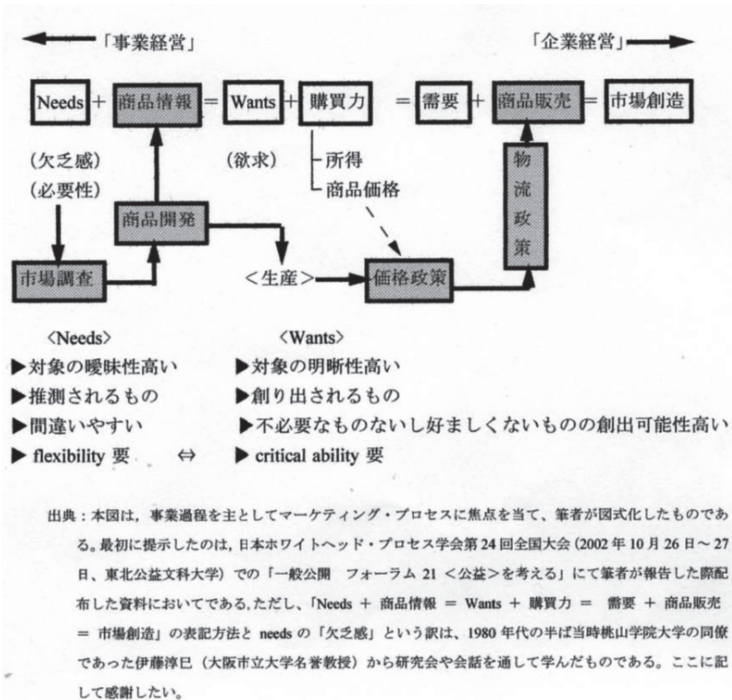 「事業経営」 「企業経営」
Needs + 商品情報 = Wants + 購買力 = 需要 + 商品販売 = 市場創造
(欠乏感) (欲求) 所得
(必要性) 商品価格
物流政策
商品開発
市場調査 <生産> 価格政策
<Needs> <Wants>
▶対象の曖昧性高い ▶対象の明晰性高い
▶推測されるもの ▶創り出されるもの
▶間違いやすい ▶不必要なものないし好ましくないものの創出可能性高い
▶ flexibility 要 ⇔ ▶ critical ability 要
出典：本図は，事業過程を主としてマーケティング・プロセスに焦点を当て、筆者が図式化したものであ
る。最初に提示したのは，日本ホワイトヘッド・プロセス学会第24回全国大会（2002年10月26日～27
日、東北公益文科大学）での「一般公開 フォーラム 21 <公益>を考える」にて筆者が報告した際配
布した資料においてである。ただし、「Needs + 商品情報 = Wants + 購買力 = 需要 + 商品販売
= 市場創造」の表記方法と needs の「欠乏感」という訳は、1980 年代の半ば当時桃山学院大学の同僚
であった伊藤淳巳（大阪市立大学名誉教授）から研究会や会話を通して学んだものである。ここに記
して感謝したい。